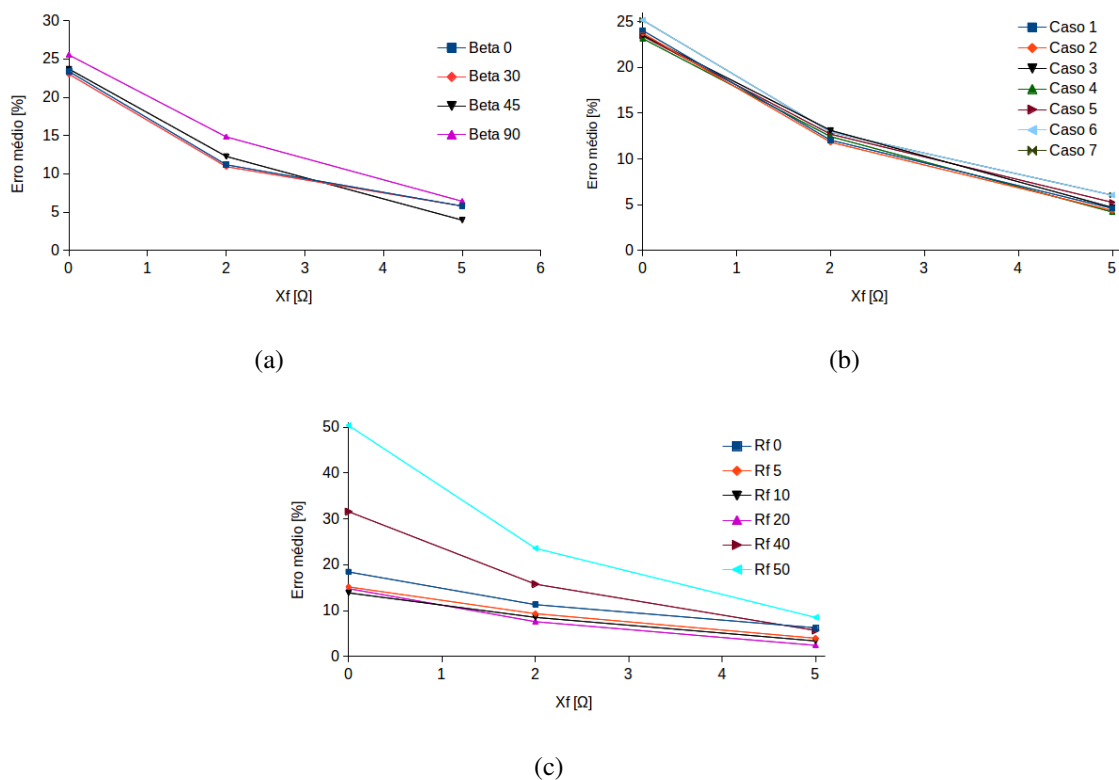 30
25
20
15
10
5
0
Erro médio [%]
0 1 2 3 4 5 6
Xf [Ω]
Beta 0
Beta 30
Beta 45
Beta 90
(a)
25
20
15
10
5
0
Erro médio [%]
0 1 2 3 4 5
Xf [Ω]
Caso 1
Caso 2
Caso 3
Caso 4
Caso 5
Caso 6
Caso 7
(b)
50
40
30
20
10
0
Erro médio [%]
0 1 2 3 4 5
Xf [Ω]
Rf 0
Rf 5
Rf 10
Rf 20
Rf 40
Rf 50
(c)